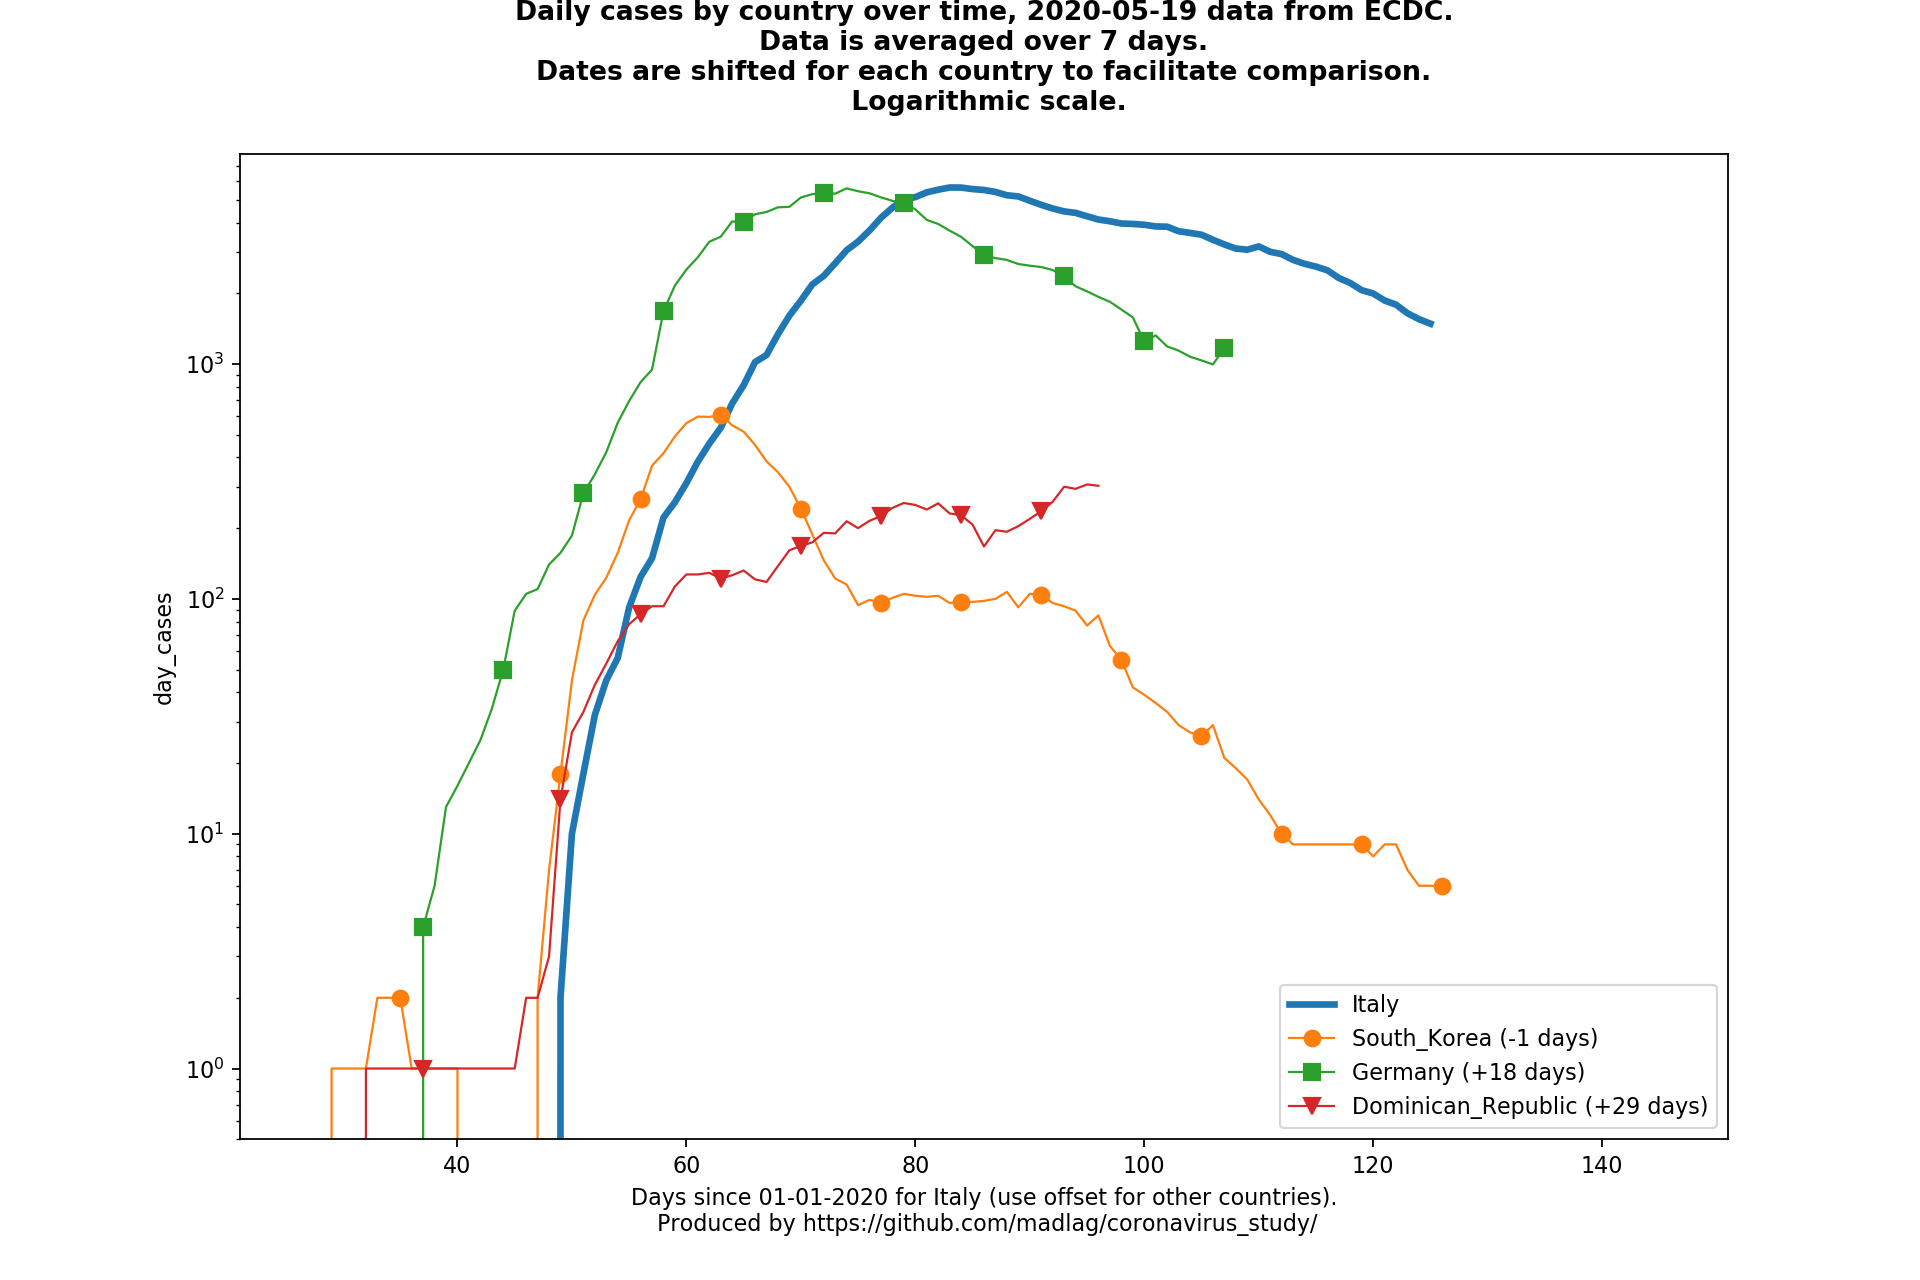 Daily cases by country over time, 2020-05-19 data from ECDC.
Data is averaged over 7 days.
Dates are shifted for each country to facilitate comparison.
Logarithmic scale.
day_cases
10³
10²
10¹
10⁰
Italy
South_Korea (-1 days)
Germany (+18 days)
Dominican_Republic (+29 days)
40 60 80 100 120 140
Days since 01-01-2020 for Italy (use offset for other countries).
Produced by https://github.com/madlag/coronavirus_study/